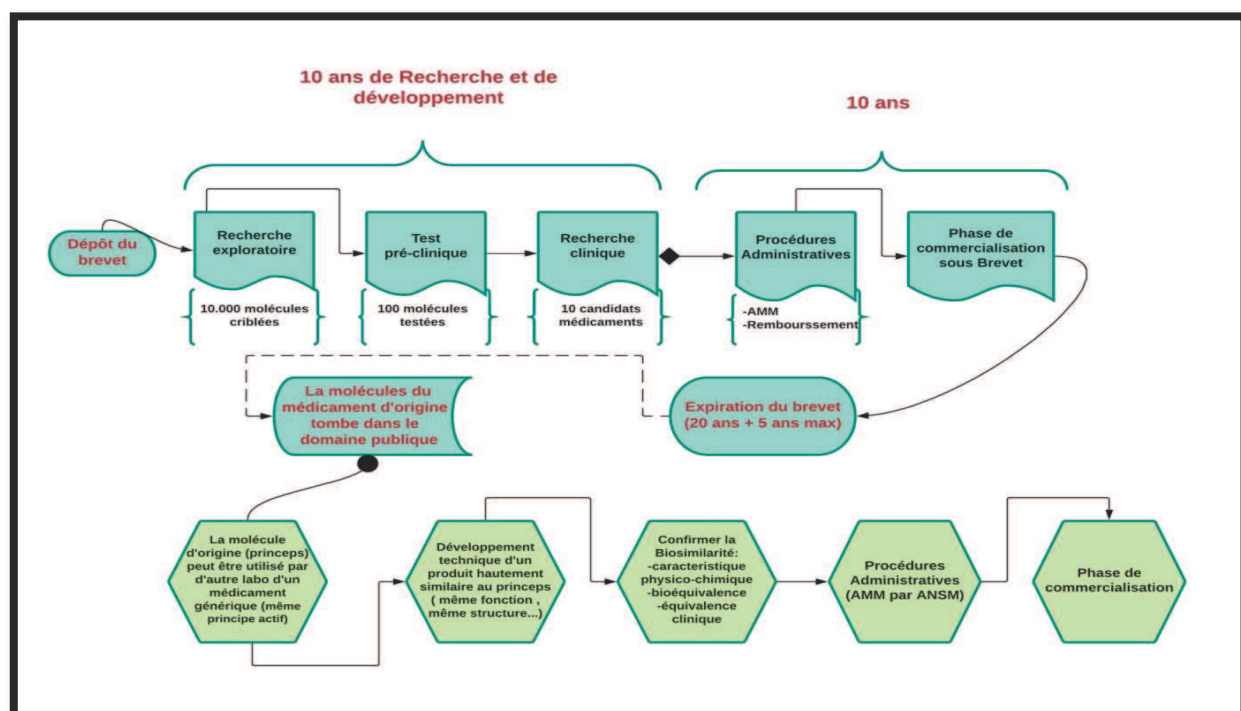 10 ans de Recherche et de
développement
10 ans
Dépôt du
brevet
Recherche
exploratoire
Test
pré-clinique
Recherche
clinique
Procédures
Administratives
Phase de
commercialisation
sous Brevet
10.000 molécules
criblées
100 molécules
testées
10 candidats
médicaments
-AMM
-Rembourssement
La molécules du
médicament d'origine
tombe dans le
domaine publique
Expiration du brevet
(20 ans + 5 ans max)
La molécule
d'origine (princeps)
peut être utilisé par
d'autre labo d'un
médicament
générique (même
principe actif)
Développement
technique d'un
produit hautement
similaire au princeps
( même fonction ,
même structure...)
Confirmer la
Biosimilarité:
-caracteristique
physico-chimique
-bioéquivalence
-équivalence
clinique
Procédures
Administratives
(AMM par ANSM)
Phase de
commercialisation